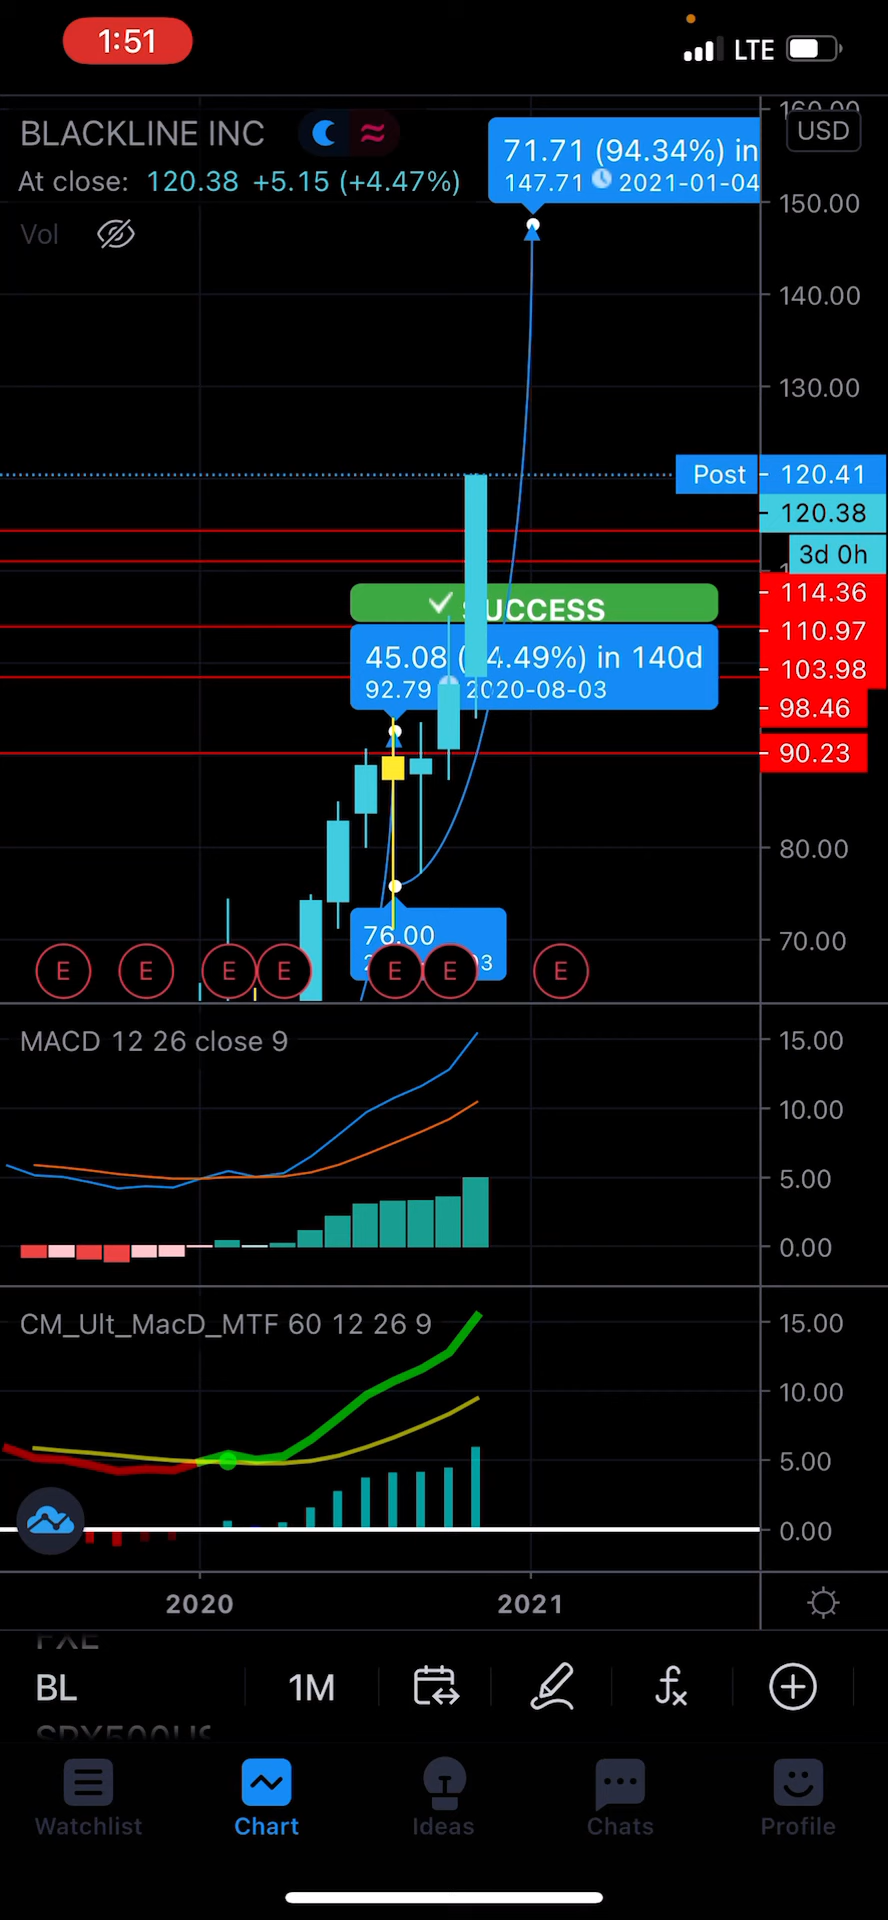 1:51
LTE
BLACKLINE INC
At close: 120.38 +5.15 (+4.47%)
Vol
71.71 (94.34%) in
147.71 2021-01-04
USD
160.00
150.00
140.00
130.00
Post 120.41
120.38
3d 0h
114.36
110.97
103.98
98.46
90.23
80.00
70.00
SUCCESS
45.08 ( 4.49%) in 140d
92.79 2020-08-03
76.00
E E E E E E E
MACD 12 26 close 9
15.00
10.00
5.00
0.00
CM_Ult_MacD_MTF 60 12 26 9
15.00
10.00
5.00
0.00
2020 2021
FXE
BL 1M
SPX500US
Watchlist Chart Ideas Chats Profile